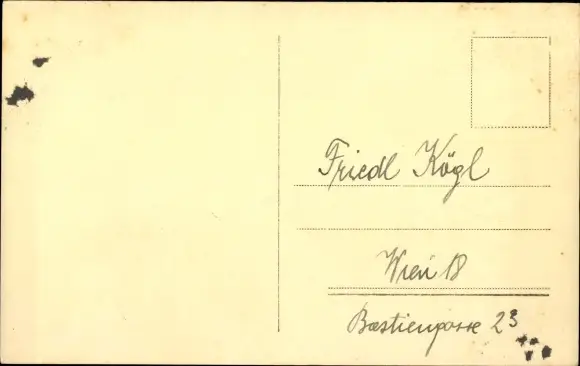 Friedl Kögl
Wien 18
Bastiengasse 23